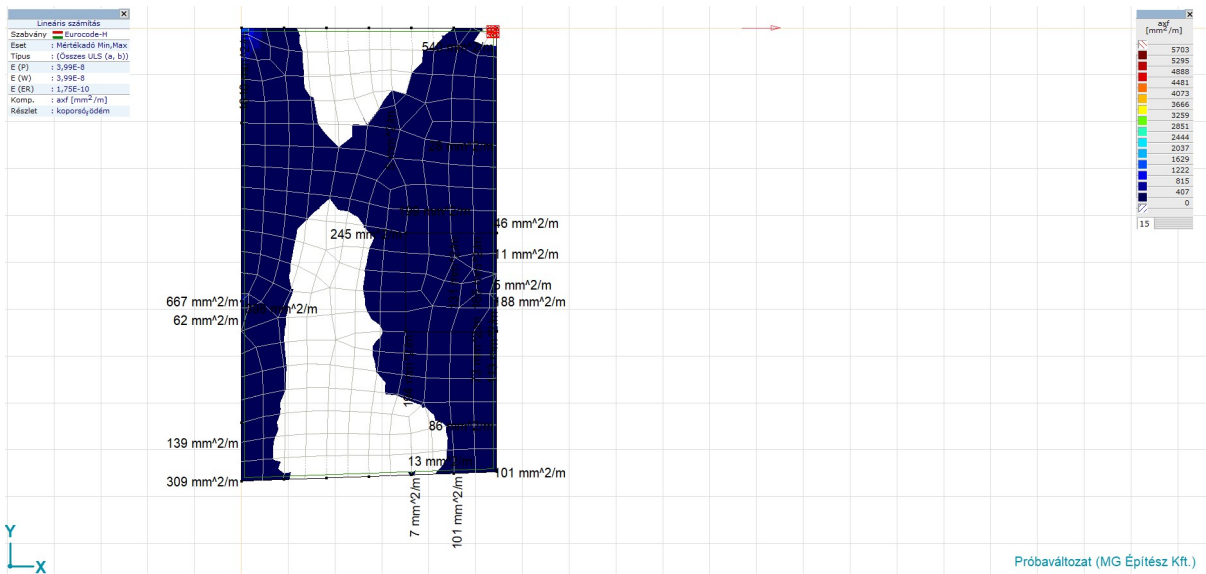 Lineáris számítás
Szabvány Eurocode-H
Eset : Mértékadó Min,Max
Típus : (Összes ULS (a, b))
E (P) : 3,99E-8
E (W) : 3,99E-8
E (ER) : 1,75E-10
Komp. : axf [mm²/m]
Részlet : koporsó,ödém
axf
[mm²/m]
5703
5295
4888
4481
4073
3666
3259
2851
2444
2037
1629
1222
815
407
0
15
46 mm^2/m
245
11 mm^2/m
5 mm^2/m
667 mm^2/m
188 mm^2/m
62 mm^2/m
86
139 mm^2/m
13 mm^2/m
309 mm^2/m
101 mm^2/m
7 mm^2/m
101 mm^2/m
Y
X
Próbaváltozat (MG Építész Kft.)